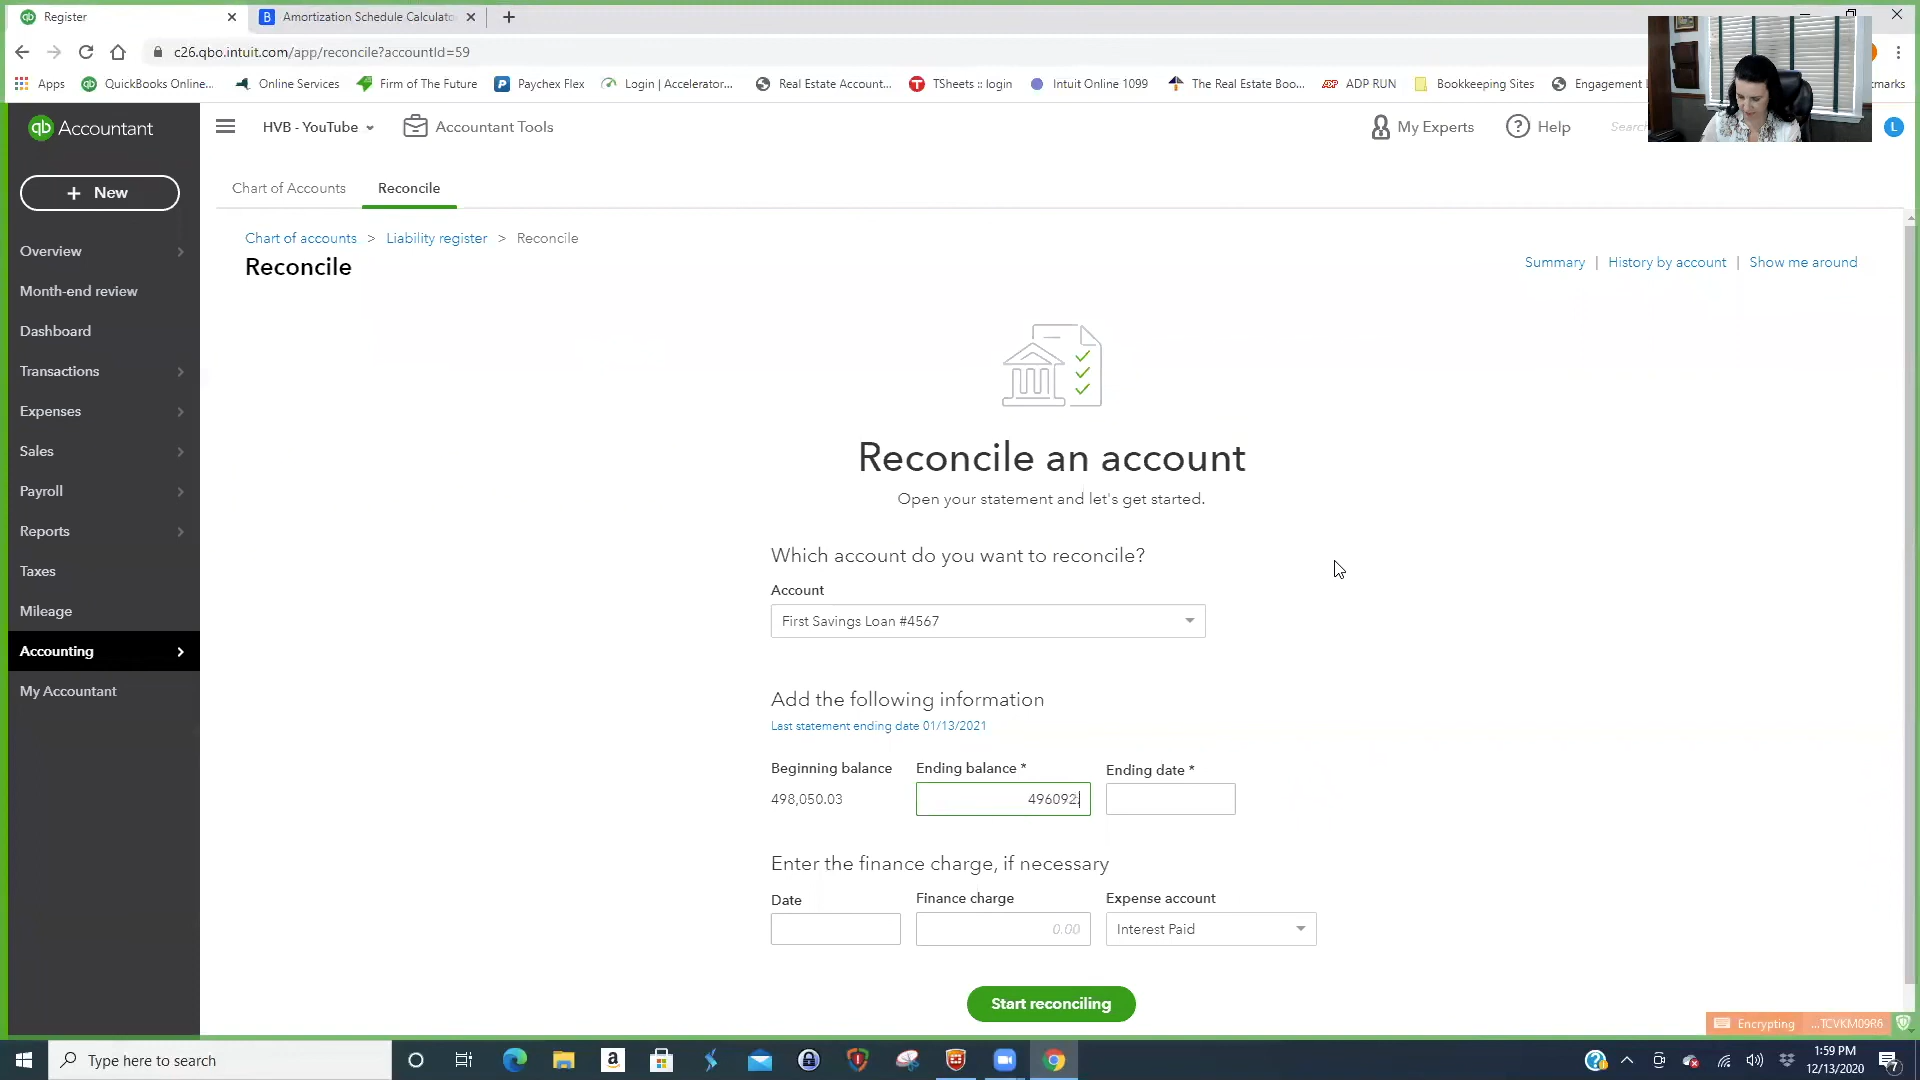 Register
Amortization Schedule Calculato
c26.qbo.intuit.com/app/reconcile?accountId=59
Apps
QuickBooks Online...
Online Services
Firm of The Future
Paychex Flex
Login | Accelerator...
Real Estate Account...
TSheets :: login
Intuit Online 1099
The Real Estate Boo...
ADP RUN
Bookkeeping Sites
Engagement
marks
qb Accountant
HVB - YouTube
Accountant Tools
My Experts
Help
Search
L
+ New
Chart of Accounts
Reconcile
Overview
Month-end review
Dashboard
Transactions
Expenses
Sales
Payroll
Reports
Taxes
Mileage
Accounting
My Accountant
Chart of accounts > Liability register > Reconcile
Reconcile
Summary | History by account | Show me around
Reconcile an account
Open your statement and let's get started.
Which account do you want to reconcile?
Account
First Savings Loan #4567
Add the following information
Last statement ending date 01/13/2021
Beginning balance
Ending balance *
Ending date *
498,050.03
Enter the finance charge, if necessary
Date
Finance charge
Expense account
0.00
Interest Paid
Start reconciling
Encrypting
...TCVKM09R6
Type here to search
1:59 PM
12/13/2020
7